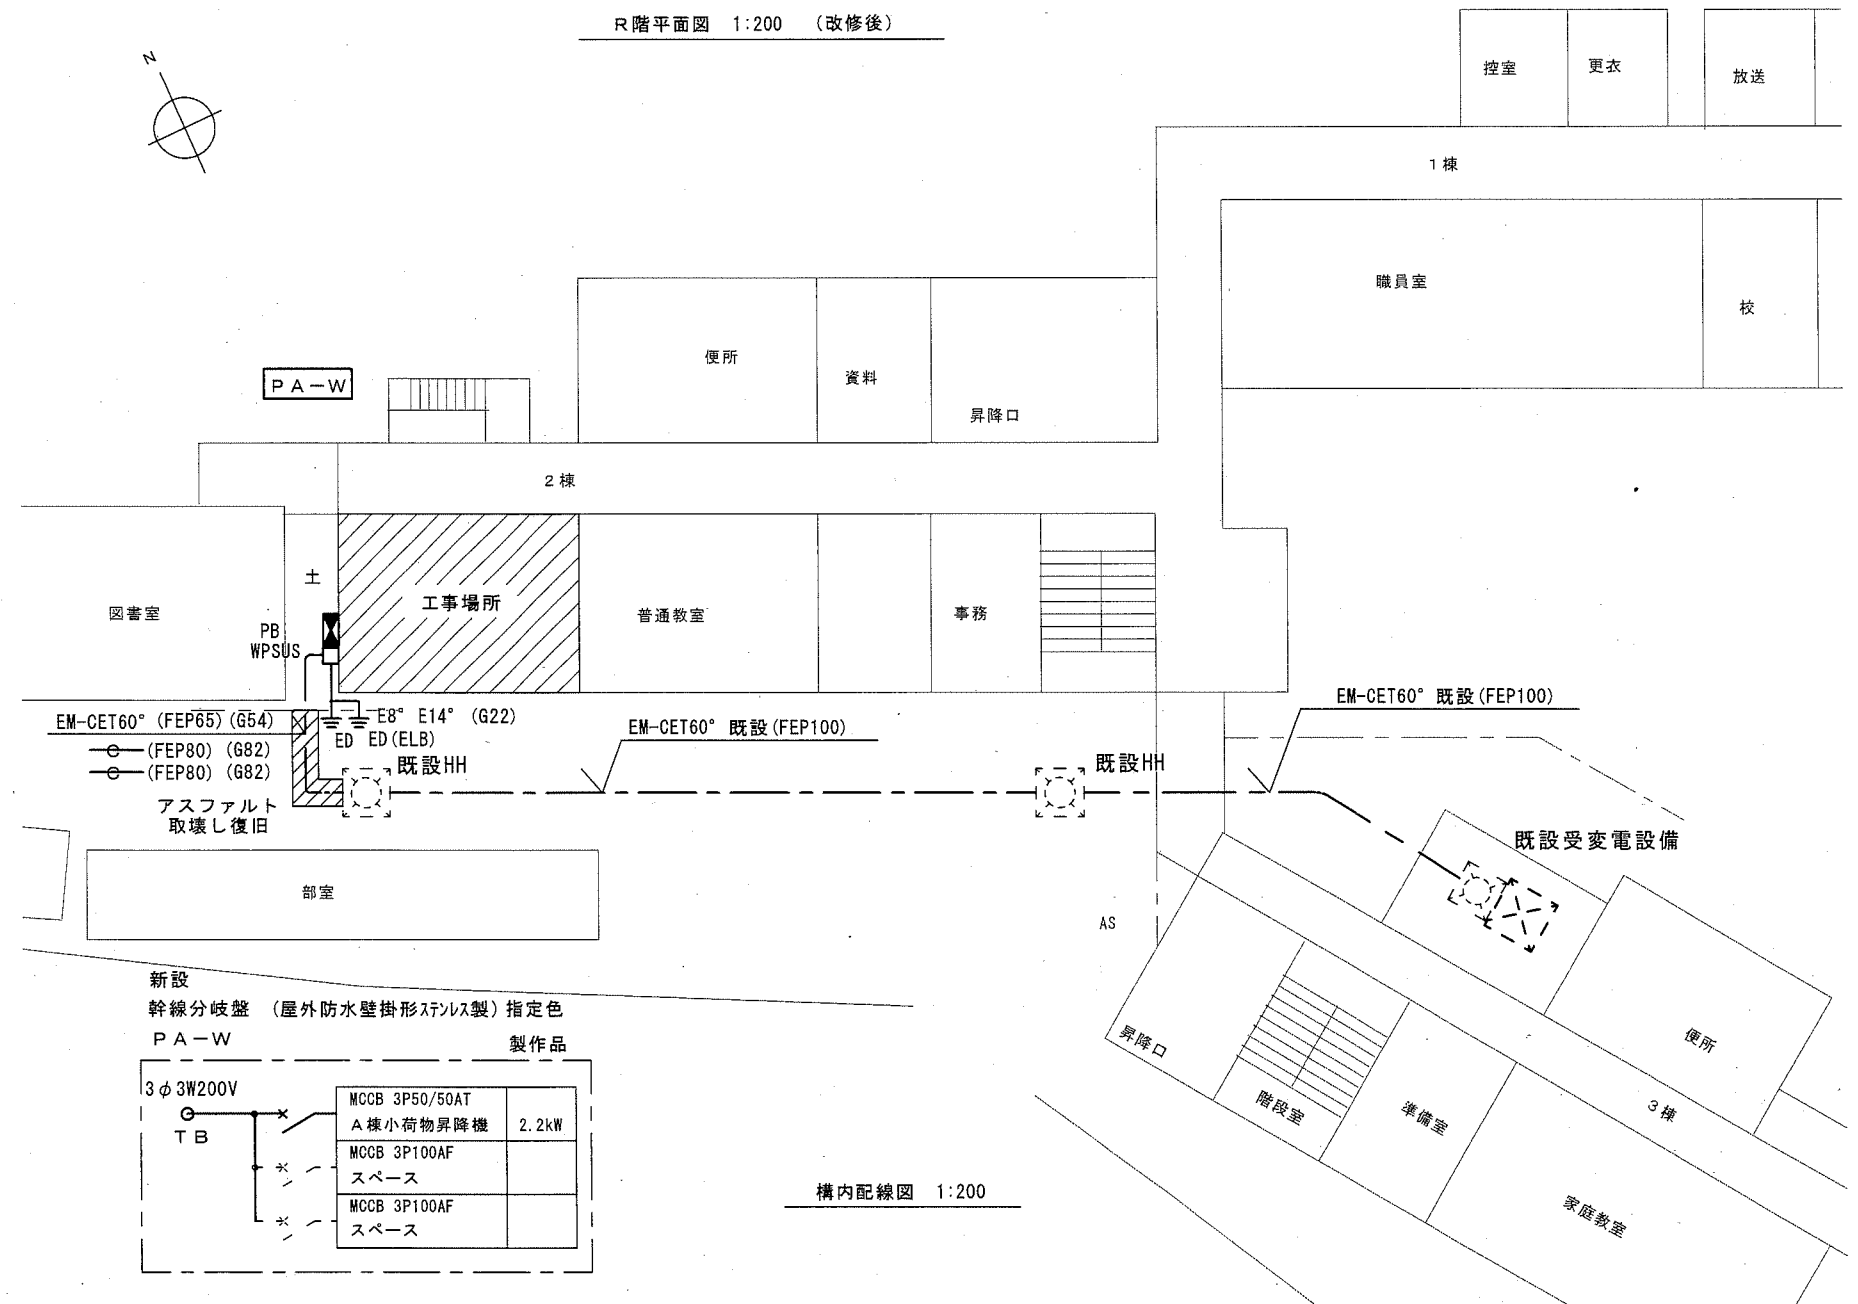 R階平面図 1:200 (改修後)
N
控室
更衣
放送
1棟
職員室
校
便所
資料
昇降口
PA-W
2棟
土
図書室
工事場所
普通教室
事務
PB
WPSUS
EM-CET60° (FEP65)(G54)
(FEP80) (G82)
(FEP80) (G82)
E8° E14° (G22)
ED ED(ELB)
EM-CET60° 既設(FEP100)
EM-CET60° 既設(FEP100)
既設HH
既設HH
アスファルト
取壊し復旧
既設受変電設備
部室
AS
新設
幹線分岐盤 (屋外防水壁掛形ステンレス製)指定色
PA-W
製作品
3φ3W200V
TB
MCCB 3P50/50AT
A棟小荷物昇降機 2.2kW
MCCB 3P100AF
スペース
MCCB 3P100AF
スペース
昇降口
階段室
準備室
便所
3棟
家庭教室
構内配線図 1:200